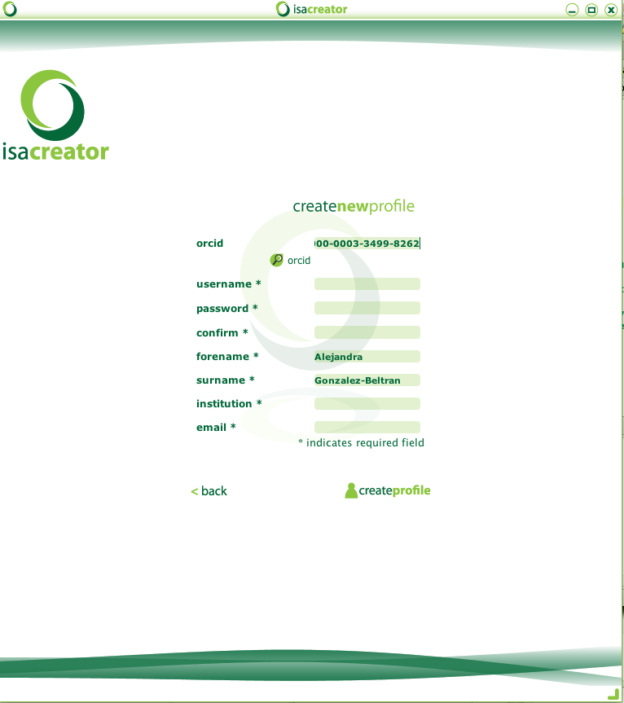 isacreator
isacreator
createnewprofile
orcid 00-0003-3499-8262
orcid
username *
password *
confirm *
forename * Alejandra
surname * Gonzalez-Beltran
institution *
email *
* indicates required field
< back createprofile